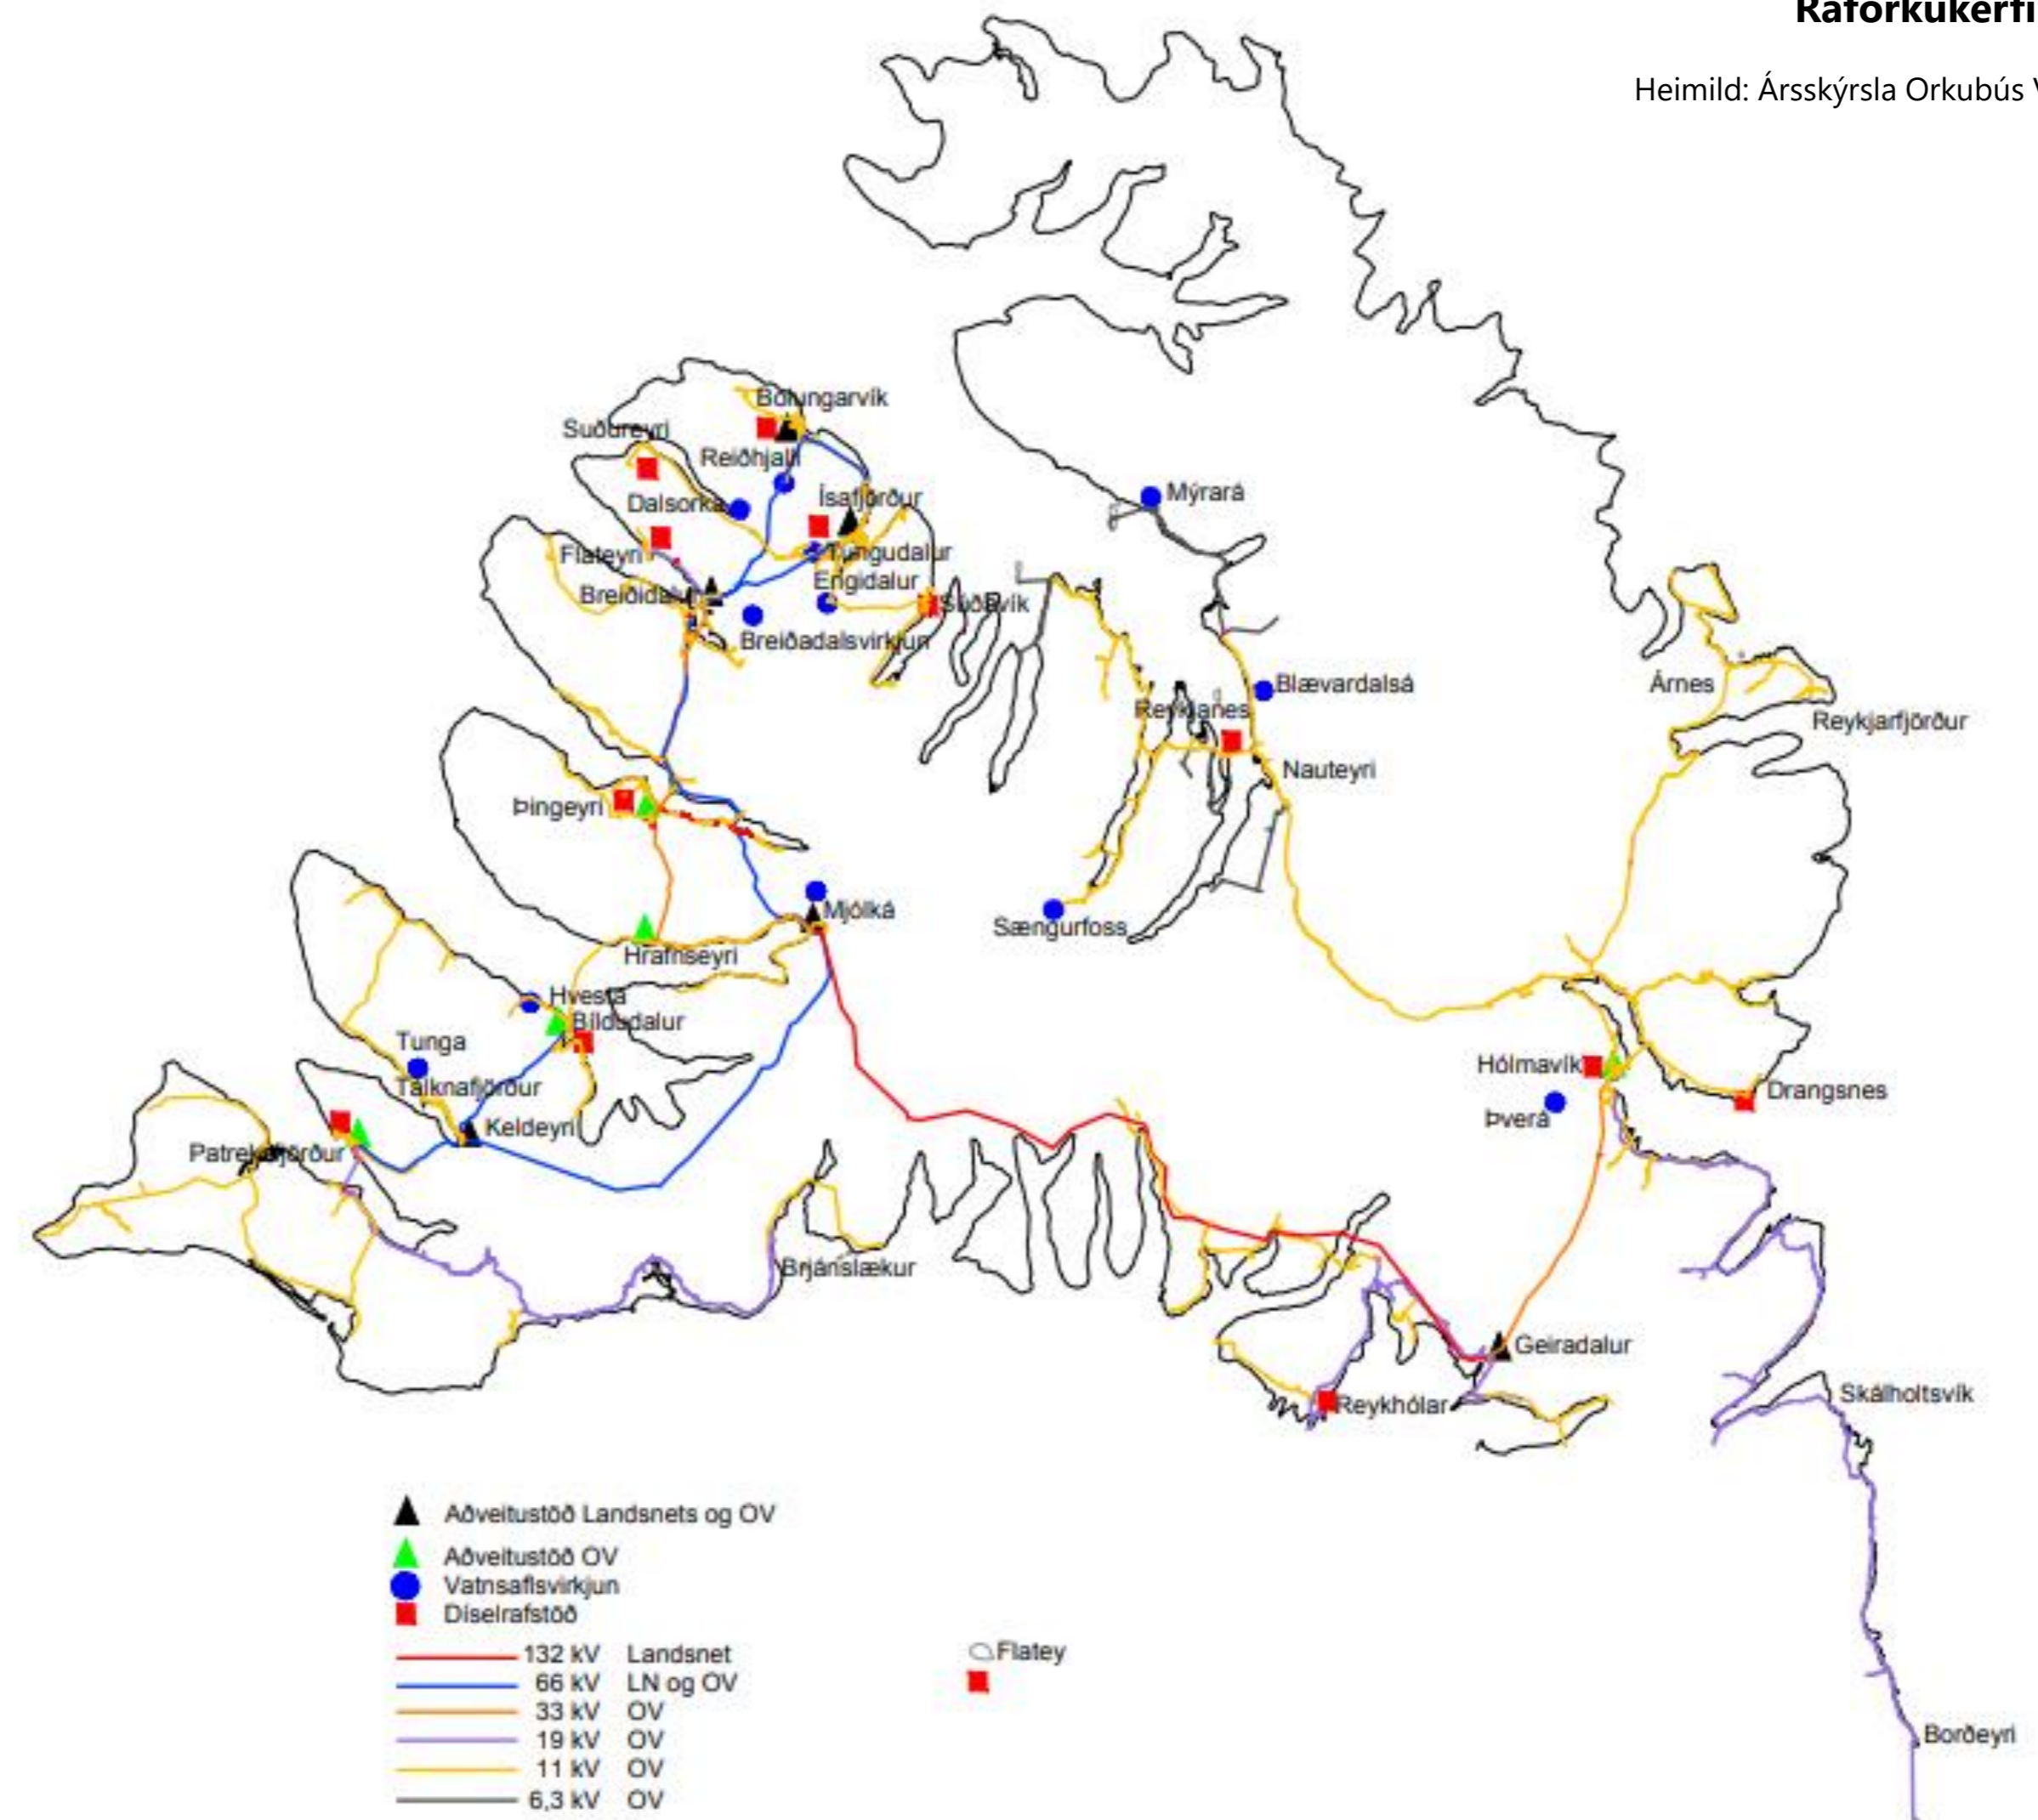 Raforkukerfi
Heimild: Ársskýrsla Orkubús V
Bolungarvík
Suðureyri
Reiðhjalli
Ísafjörður
Dalsorka
Mýrará
Flateyri
Tungudalur
Engidalur
Breiðidalur
Súðavík
Breiðadalsvirkjun
Blævardalsá
Árnes
Reykjanes
Reykjarfjörður
Nauteyri
Þingeyri
Mjólká
Sængurfoss
Hrafnseyri
Hvesta
Bíldudalur
Tunga
Hólmavík
Tálknafjörður
Drangsnes
Þverá
Keldeyri
Patreksfjörður
Brjánslækur
Geiradalur
Skálholtsvík
Reykhólar
Aðveitustöð Landsnets og OV
Aðveitustöð OV
Vatnsaflsvirkjun
Díselrafstöð
132 kV Landsnet
Flatey
66 kV LN og OV
33 kV OV
19 kV OV
Borðeyri
11 kV OV
6,3 kV OV